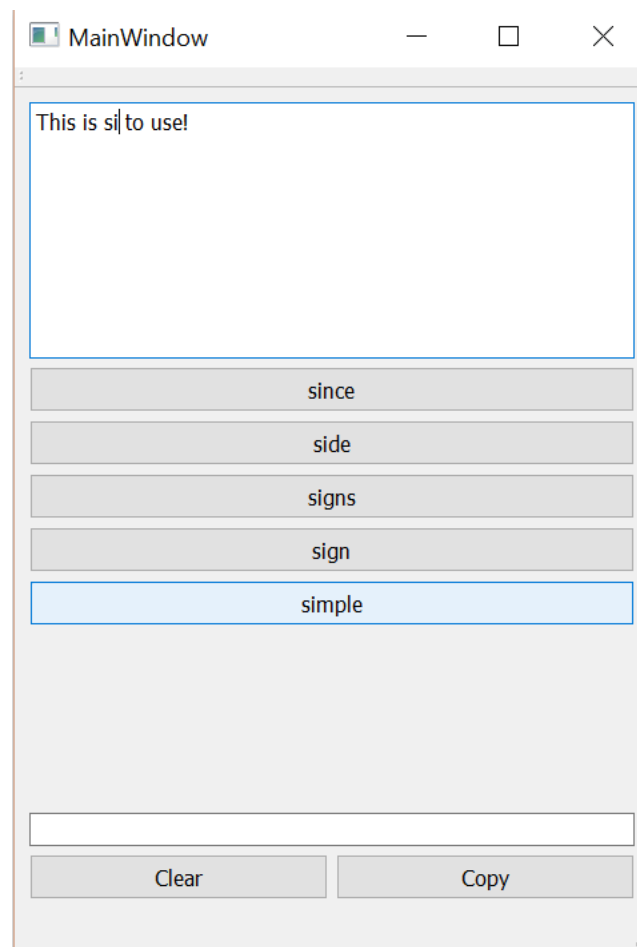 MainWindow
This is si to use!
since
side
signs
sign
simple
Clear Copy